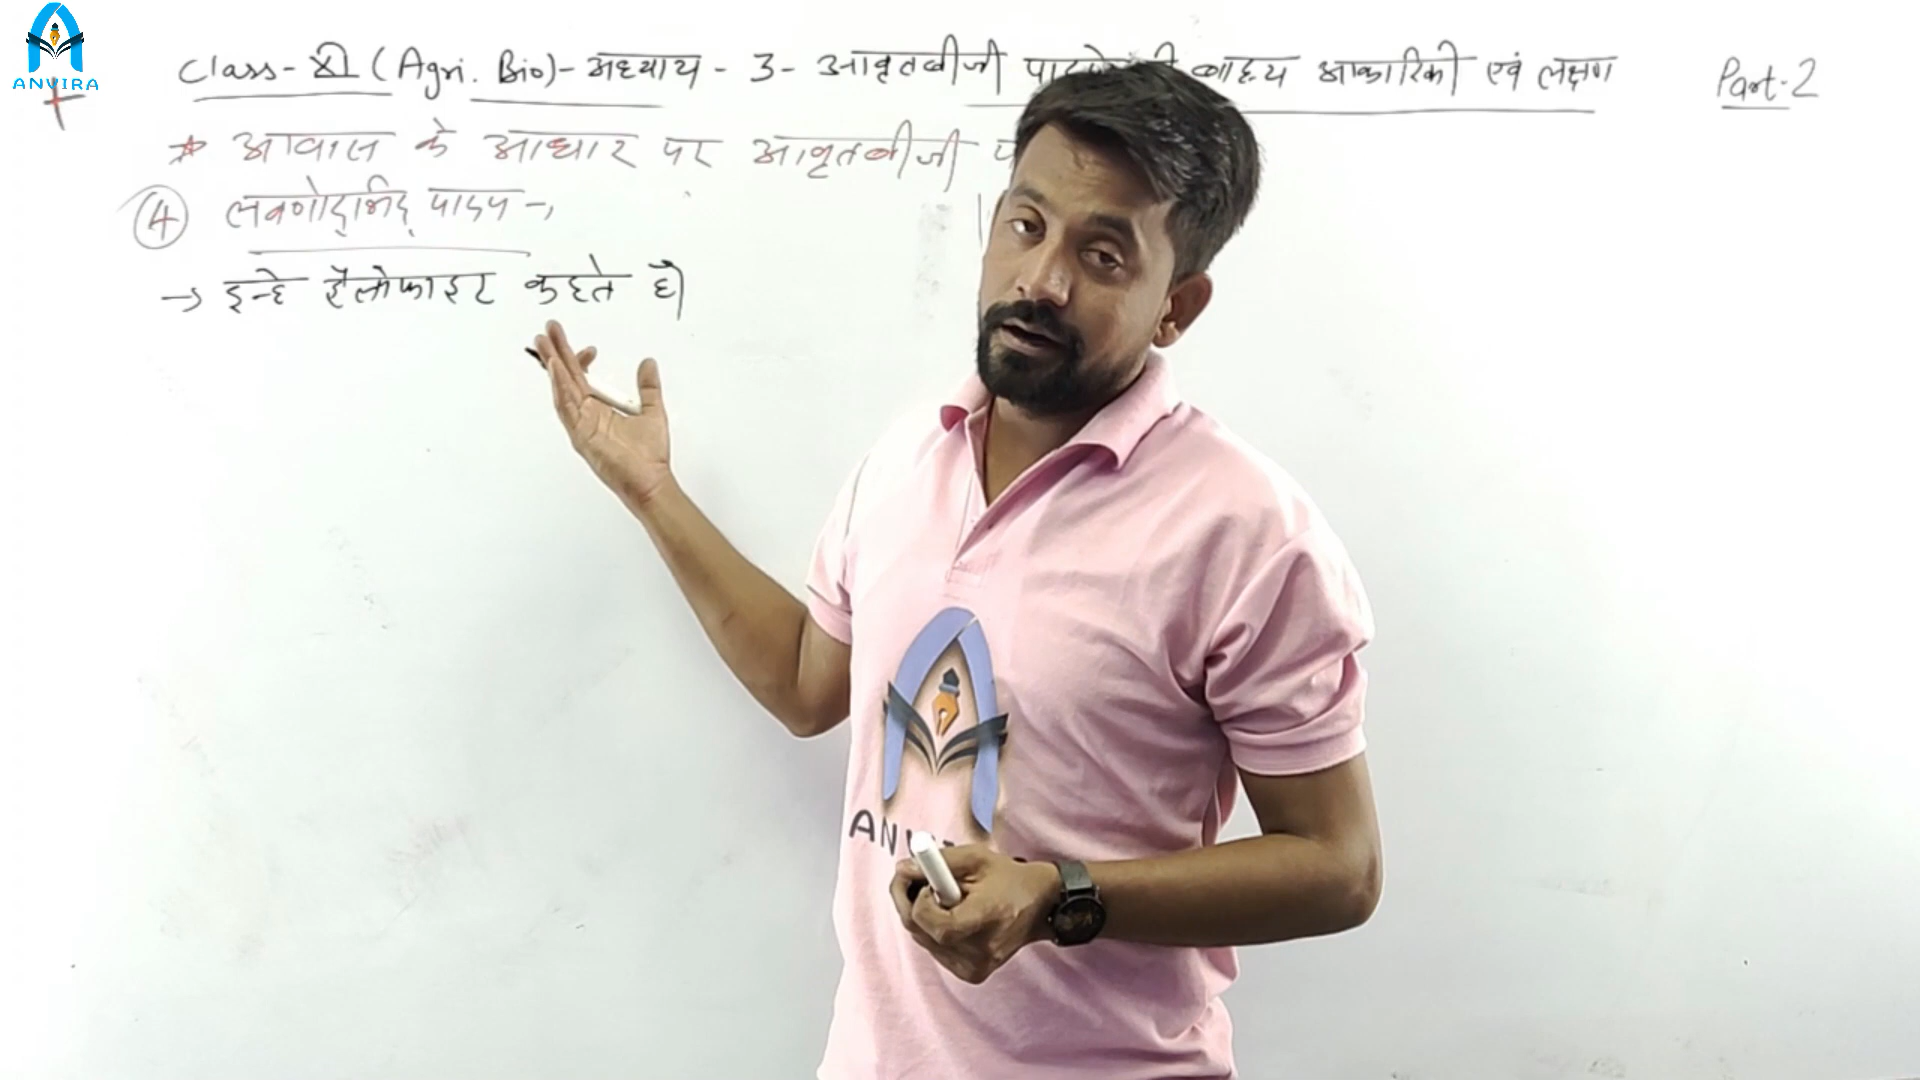 ANVIRA
Class-XI (Agri. Bio)- अध्याय - 3- आवृतबीजी बाह्य आकारिकी एवं लक्षण
Part-2
* आवास के आधार पर आवृतबीजी
4 लवणोद्भिद् पादप -
→ इन्हे हैलोफाइट कहते है।